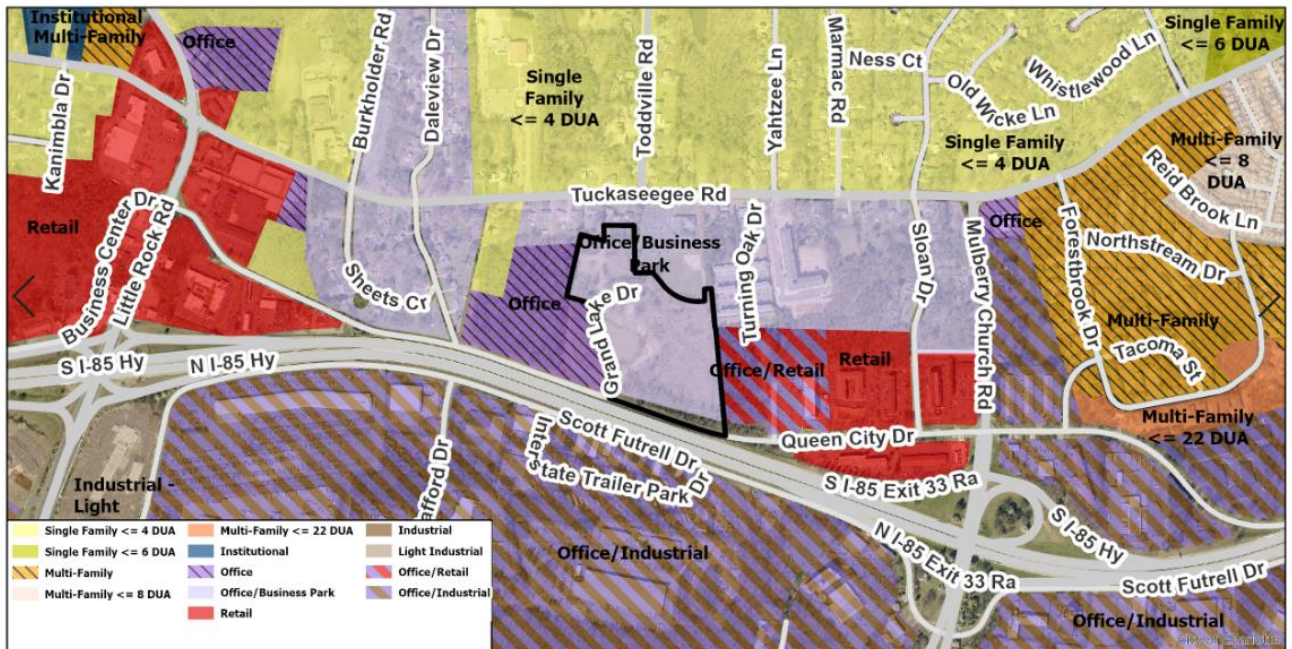 Institutional
Multi-Family
Office
Kanimbla Dr
Burkholder Rd
Daleview Dr
Single
Family
<= 4 DUA
Toddville Rd
Yahtzee Ln
Marmac Rd
Ness Ct
Old Wicke Ln
Whistlewood Ln
Single Family
<= 6 DUA
Single Family
<= 4 DUA
Multi-Family
<= 8
DUA
Reid Brook Ln
Tuckaseegee Rd
Retail
Business Center Dr
Little Rock Rd
Sheets Cr
Office
Office/Business
Park
Grand Lake Dr
Turning Oak Dr
Sloan Dr
Mulberry Church Rd
Office
Forestbrook Dr
Northstream Dr
Multi-Family
Tacoma St
S I-85 Hy
N I-85 Hy
Office/Retail
Retail
Multi-Family
<= 22 DUA
Queen City Dr
Scott Futrell Dr
Interstate Trailer Park Dr
S I-85 Exit 33 Ra
S I-85 Hy
N I-85 Exit 33 Ra
Scott Futrell Dr
Industrial -
Light
afford Dr
Office/Industrial
Office/Industrial
Single Family <= 4 DUA
Single Family <= 6 DUA
Multi-Family
Multi-Family <= 8 DUA
Multi-Family <= 22 DUA
Institutional
Office
Office/Business Park
Retail
Industrial
Light Industrial
Office/Retail
Office/Industrial
City of Charlotte